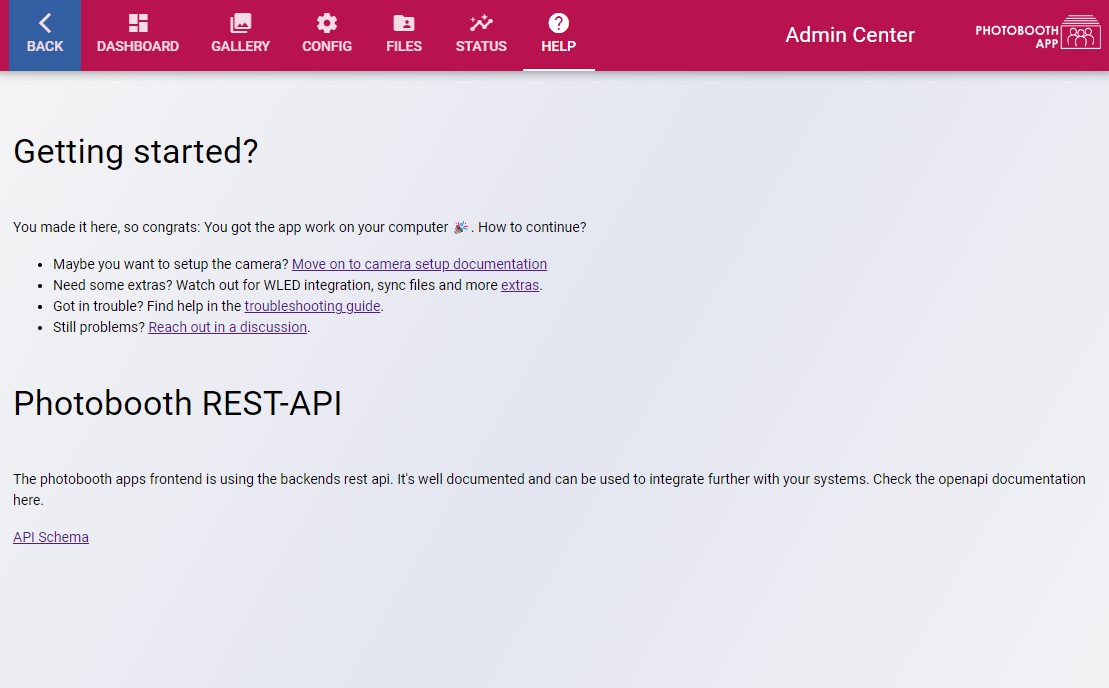 BACK DASHBOARD GALLERY CONFIG FILES STATUS HELP Admin Center PHOTOBOOTH
APP
Getting started?
You made it here, so congrats: You got the app work on your computer 🎉. How to continue?
• Maybe you want to setup the camera? Move on to camera setup documentation
• Need some extras? Watch out for WLED integration, sync files and more extras.
• Got in trouble? Find help in the troubleshooting guide.
• Still problems? Reach out in a discussion.
Photobooth REST-API
The photobooth apps frontend is using the backends rest api. It's well documented and can be used to integrate further with your systems. Check the openapi documentation
here.
API Schema